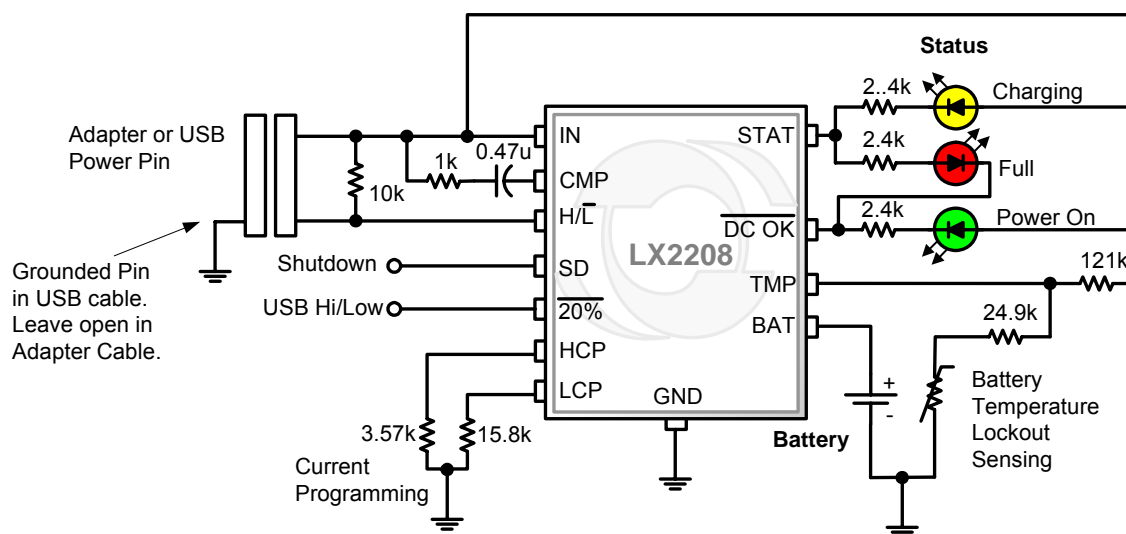 Status
2..4k
Charging
Adapter or USB
Power Pin
IN
STAT
2.4k
1k
0.47u
Full
10k
CMP
H/L
DC OK
2.4k
Power On
LX2208
Grounded Pin
in USB cable.
Leave open in
Adapter Cable.
Shutdown
SD
TMP
121k
USB Hi/Low
20%
BAT
24.9k
HCP
LCP
GND
+
-
Battery
Temperature
Lockout
Sensing
3.57k
15.8k
Battery
Current
Programming